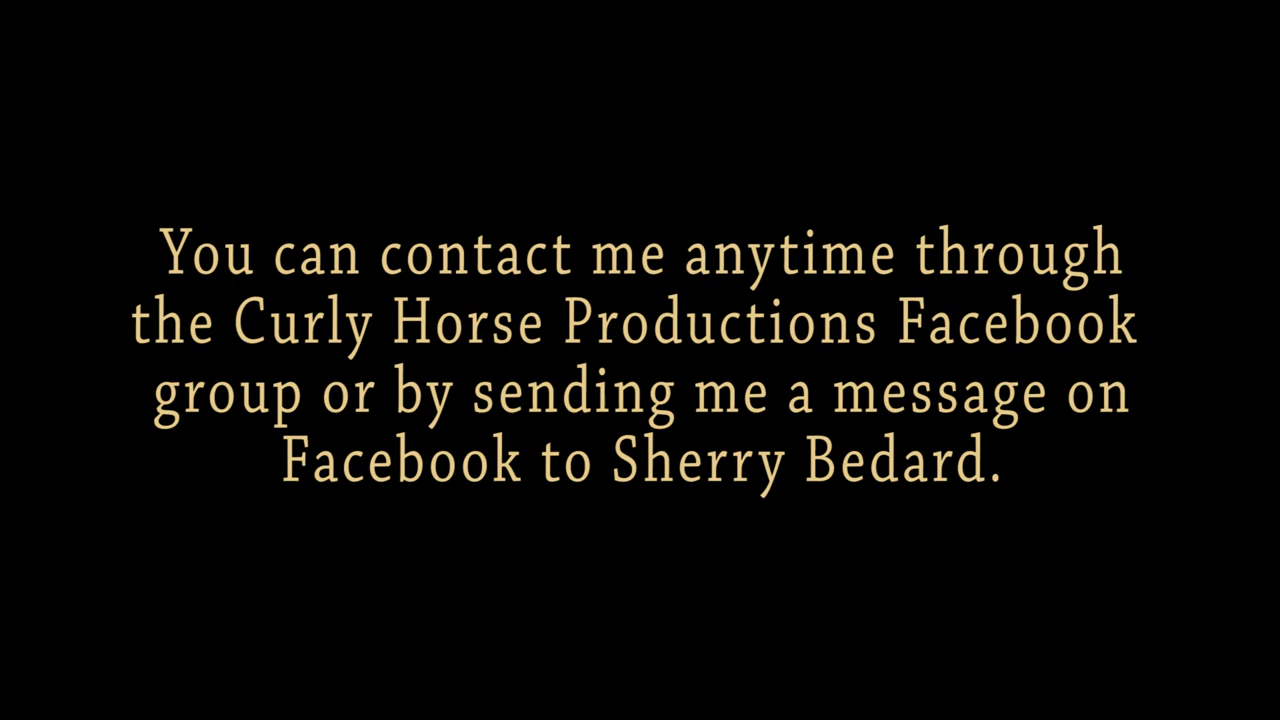 You can contact me anytime through
the Curly Horse Productions Facebook
group or by sending me a message on
Facebook to Sherry Bedard.